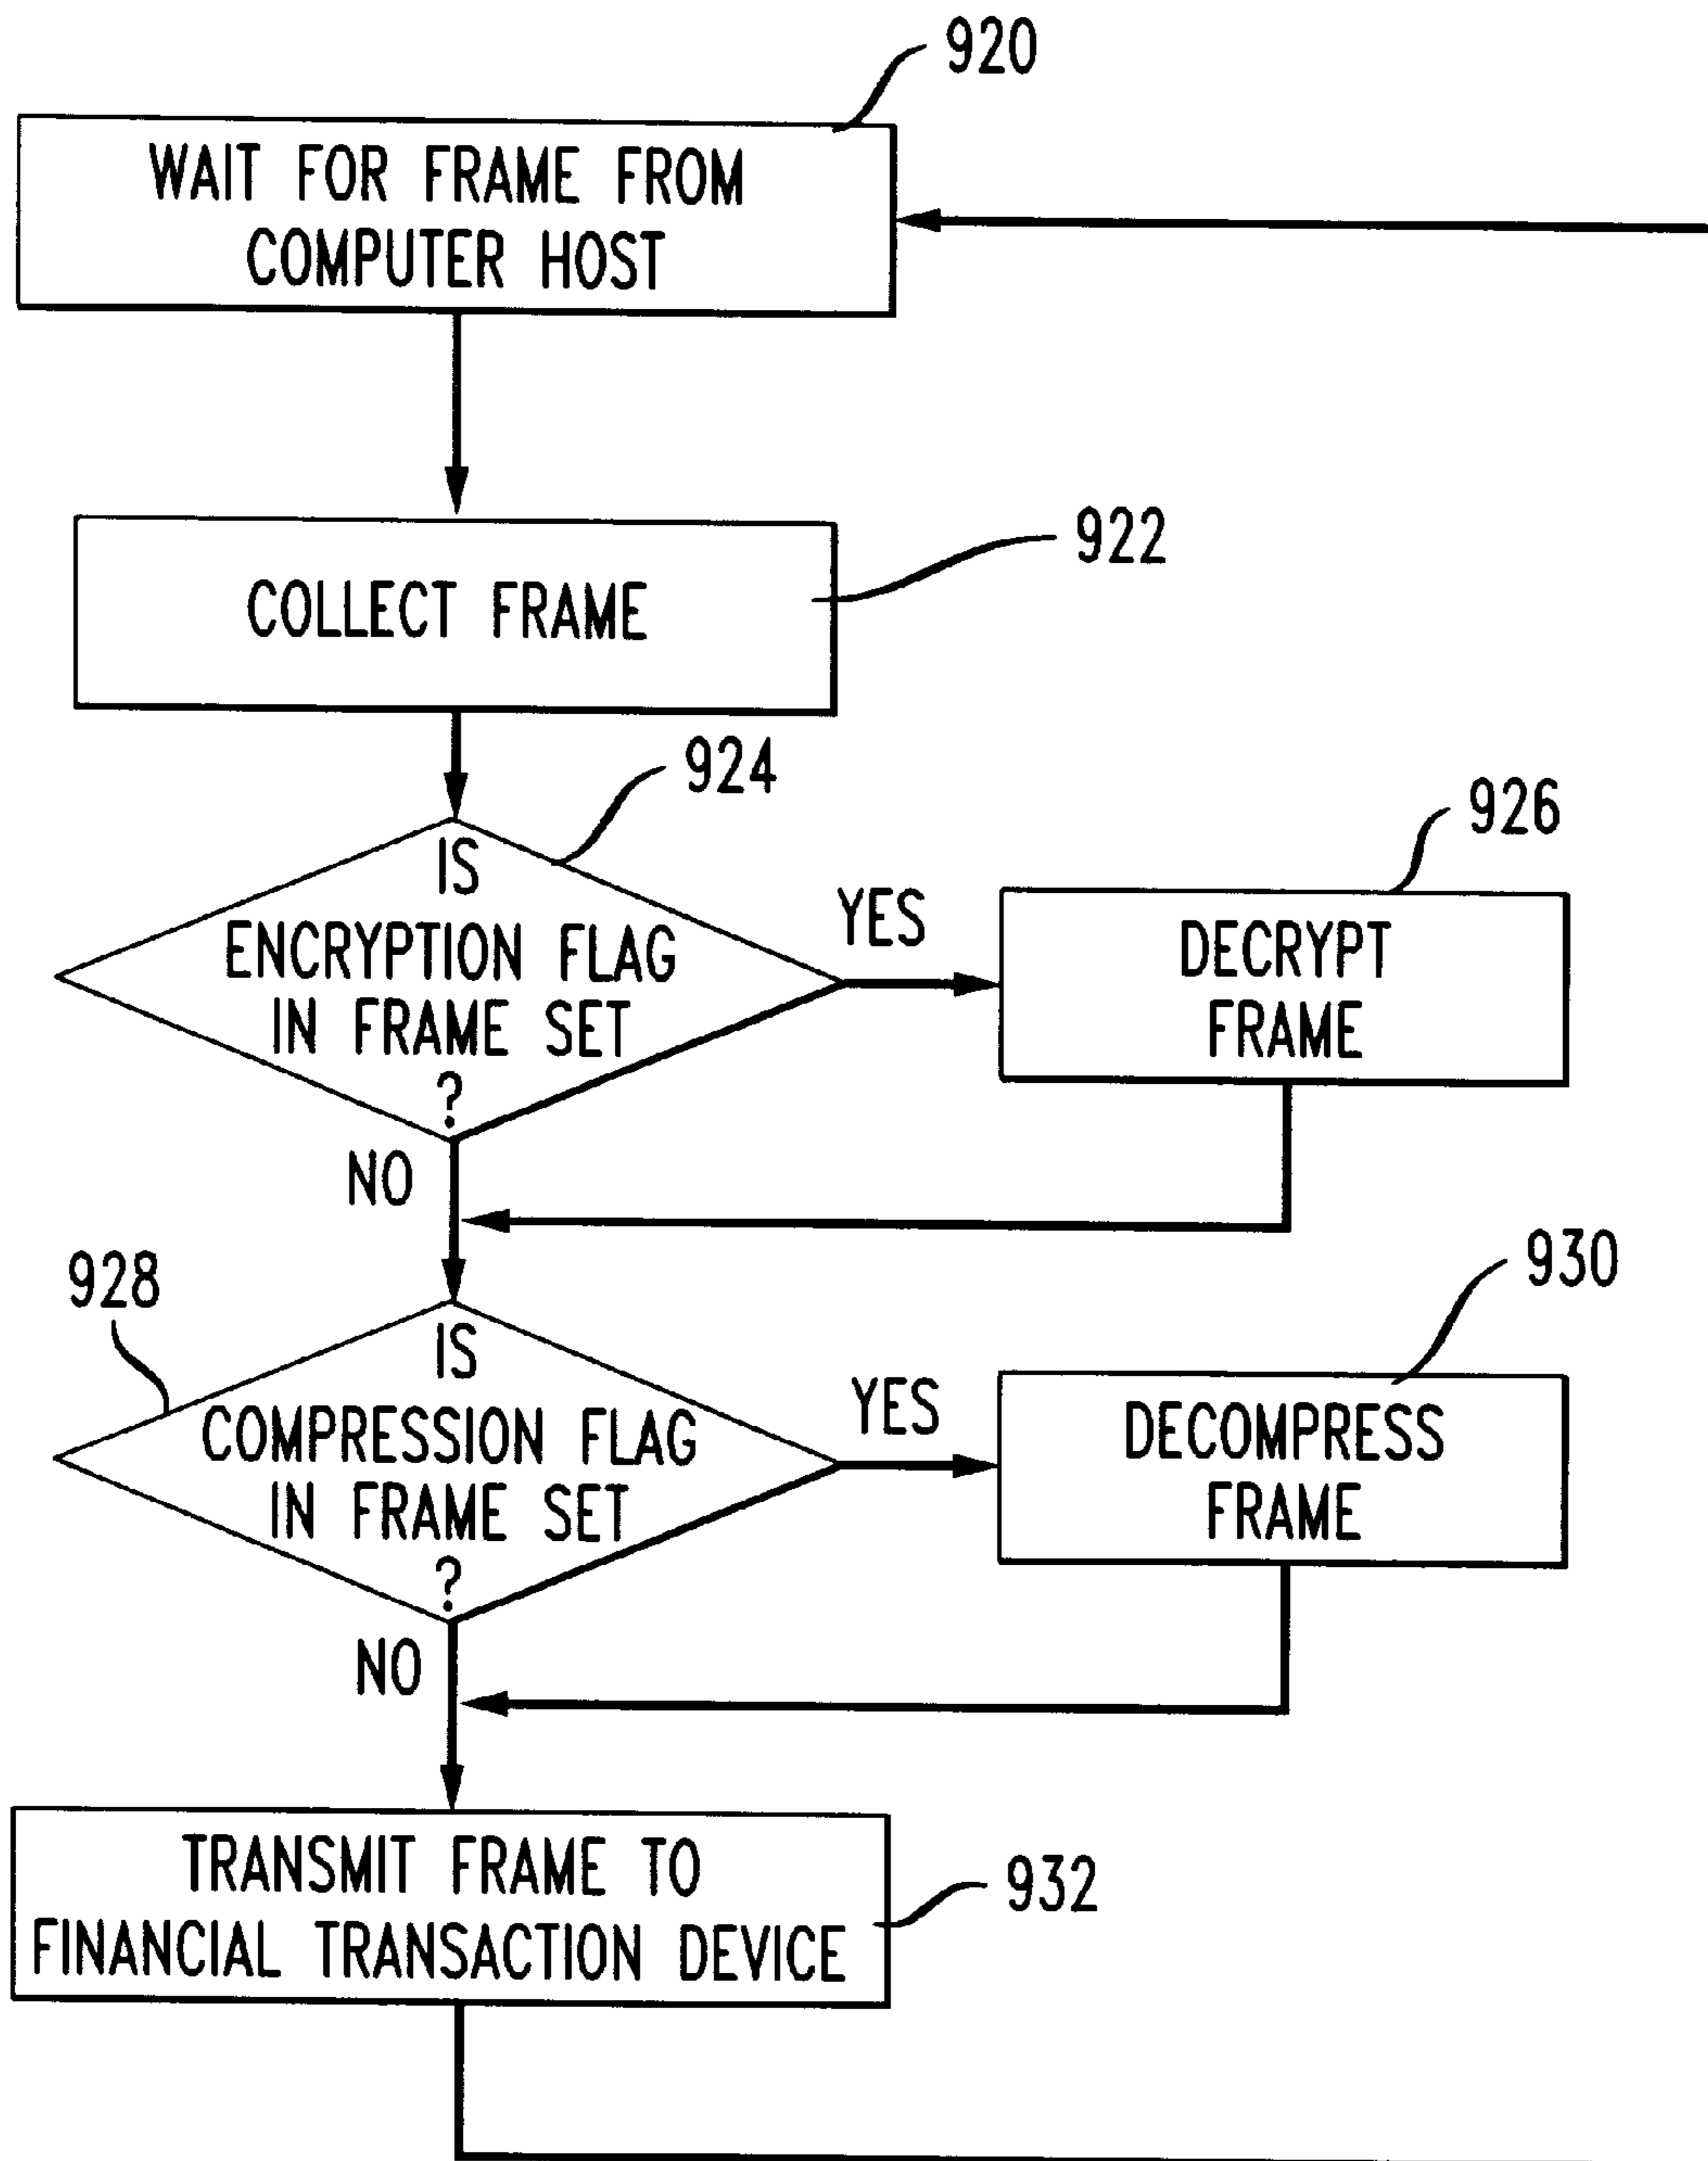 920
WAIT FOR FRAME FROM
COMPUTER HOST
922
COLLECT FRAME
924
IS
ENCRYPTION FLAG
IN FRAME SET
?
YES
926
DECRYPT
FRAME
NO
928
IS
COMPRESSION FLAG
IN FRAME SET
?
YES
930
DECOMPRESS
FRAME
NO
TRANSMIT FRAME TO
FINANCIAL TRANSACTION DEVICE
932